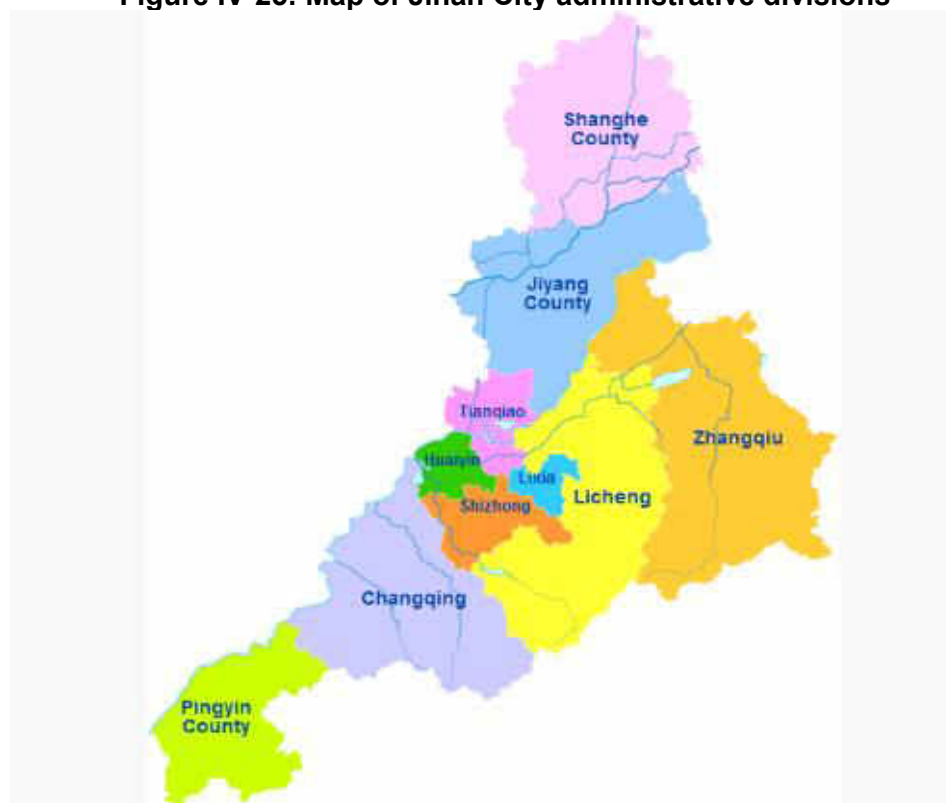 Figure IV-23: Map of Jinan City administrative divisions
Shanghe
County
Jiyang
County
Tianqiao
Zhangqiu
Huaiyin
Lixia
Licheng
Shizhong
Changqing
Pingyin
County